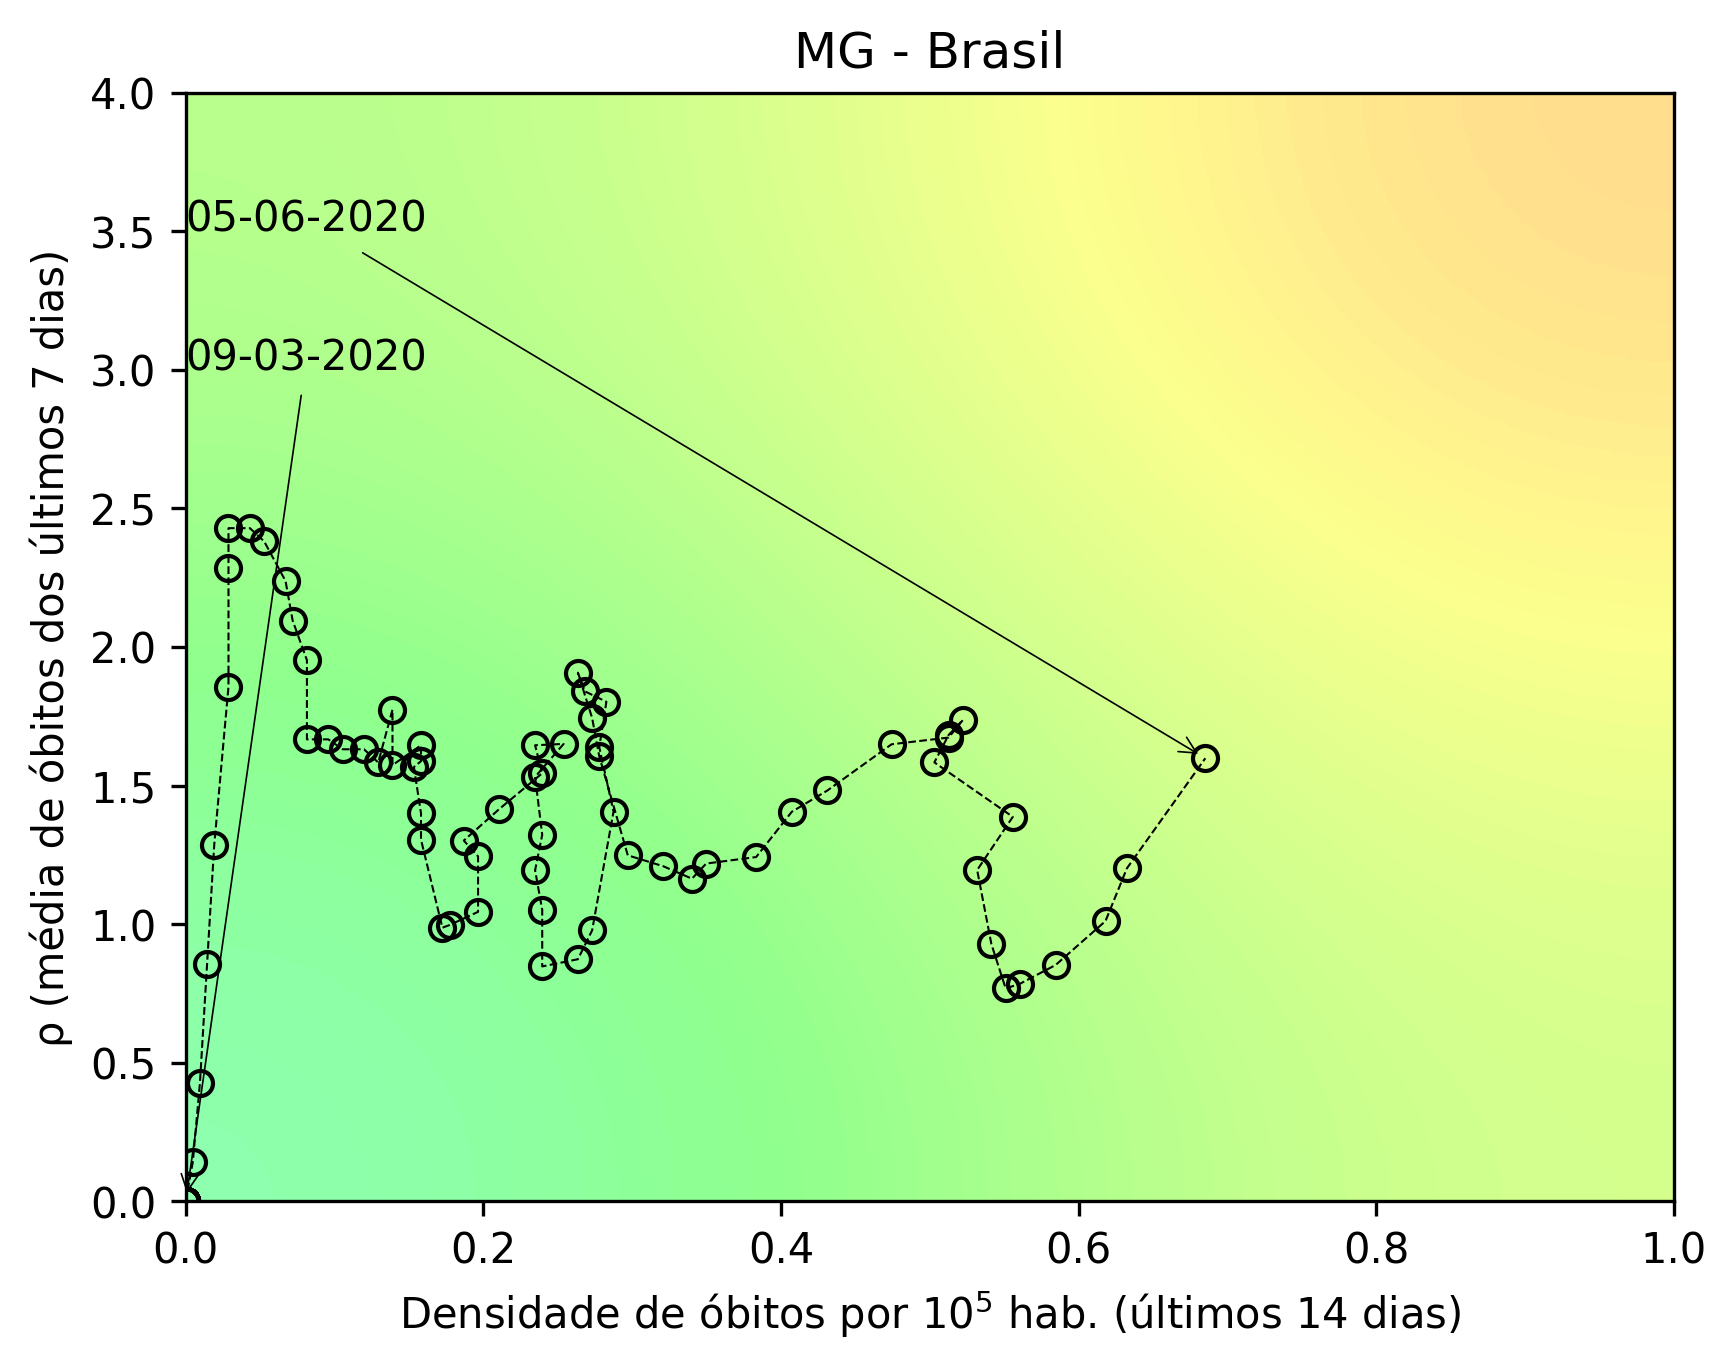 MG - Brasil
4.0
3.5
3.0
2.5
2.0
1.5
1.0
0.5
0.0
ρ (média de óbitos dos últimos 7 dias)
05-06-2020
09-03-2020
0.0 0.2 0.4 0.6 0.8 1.0
Densidade de óbitos por 10⁵ hab. (últimos 14 dias)